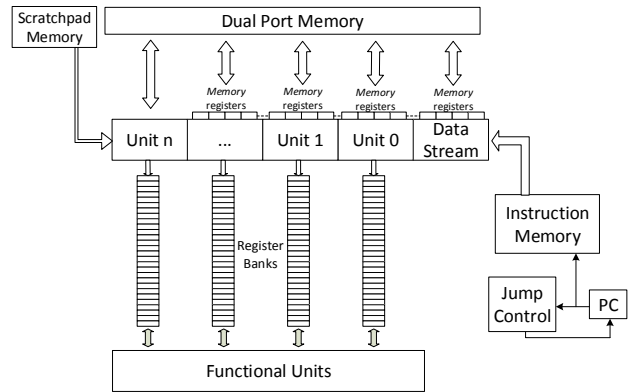 Scratchpad
Memory
Dual Port Memory
Memory
registers
Memory
registers
Memory
registers
Memory
registers
Unit n
...
Unit 1
Unit 0
Data
Stream
Register
Banks
Instruction
Memory
Jump
Control
PC
Functional Units